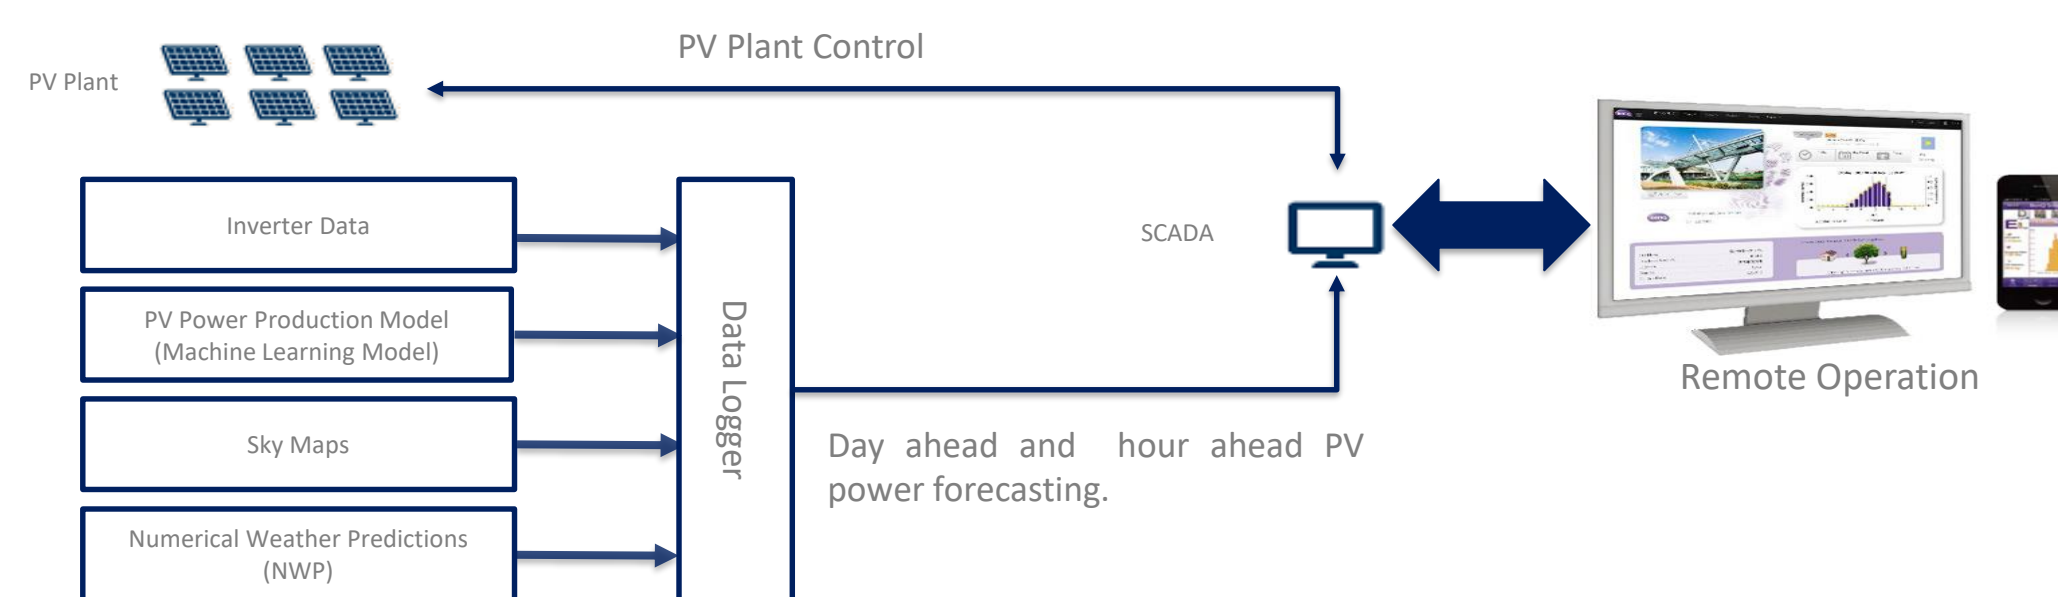 PV Plant Control
PV Plant
Inverter Data
SCADA
PV Power Production Model
(Machine Learning Model)
Data Logger
Remote Operation
Sky Maps
Day ahead and hour ahead PV
power forecasting.
Numerical Weather Predictions
(NWP)